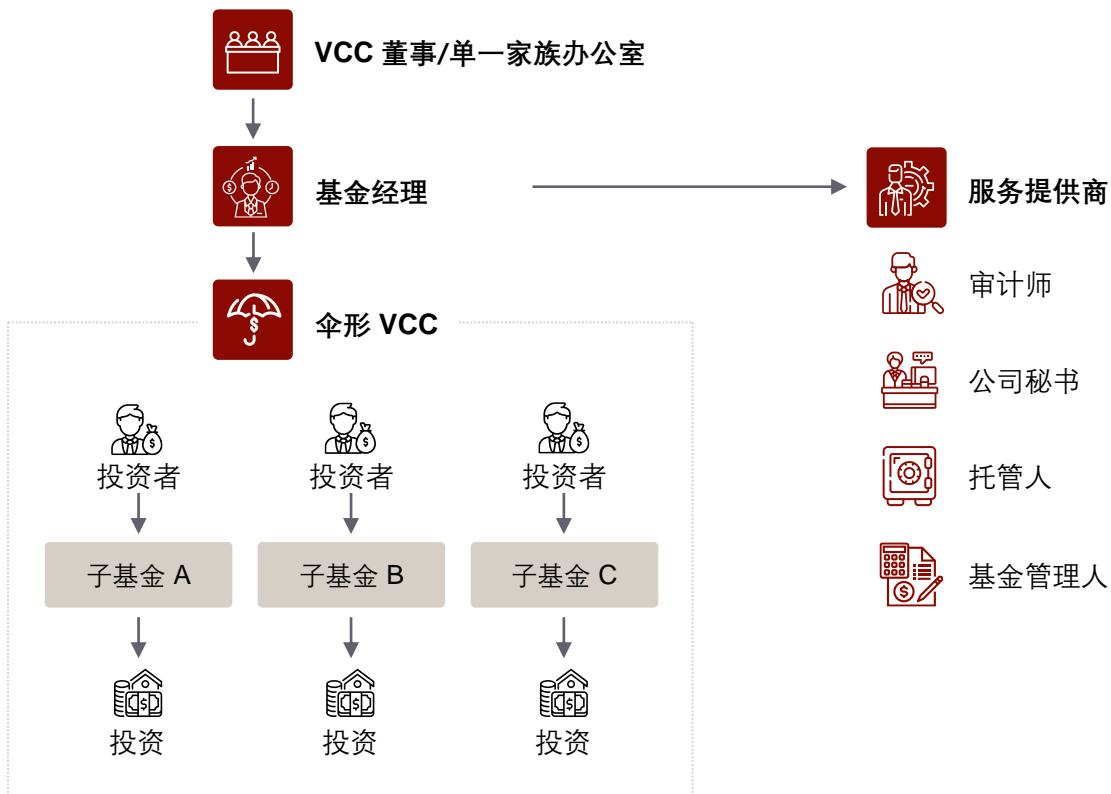 VCC 董事/单一家族办公室
基金经理
服务提供商
审计师
公司秘书
托管人
基金管理人
伞形 VCC
投资者
投资者
投资者
子基金 A
子基金 B
子基金 C
投资
投资
投资